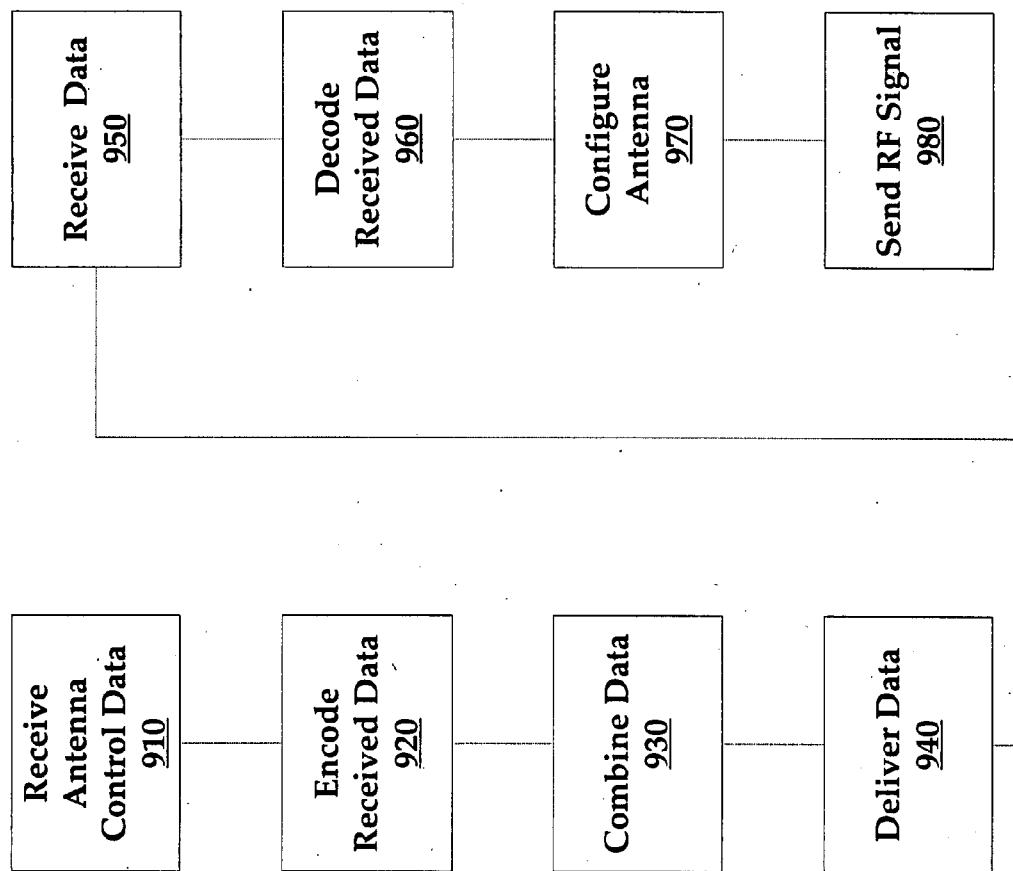 Receive
Antenna
Control Data
910
Encode
Received Data
920
Combine Data
930
Deliver Data
940
Receive Data
950
Decode
Received Data
960
Configure
Antenna
970
Send RF Signal
980